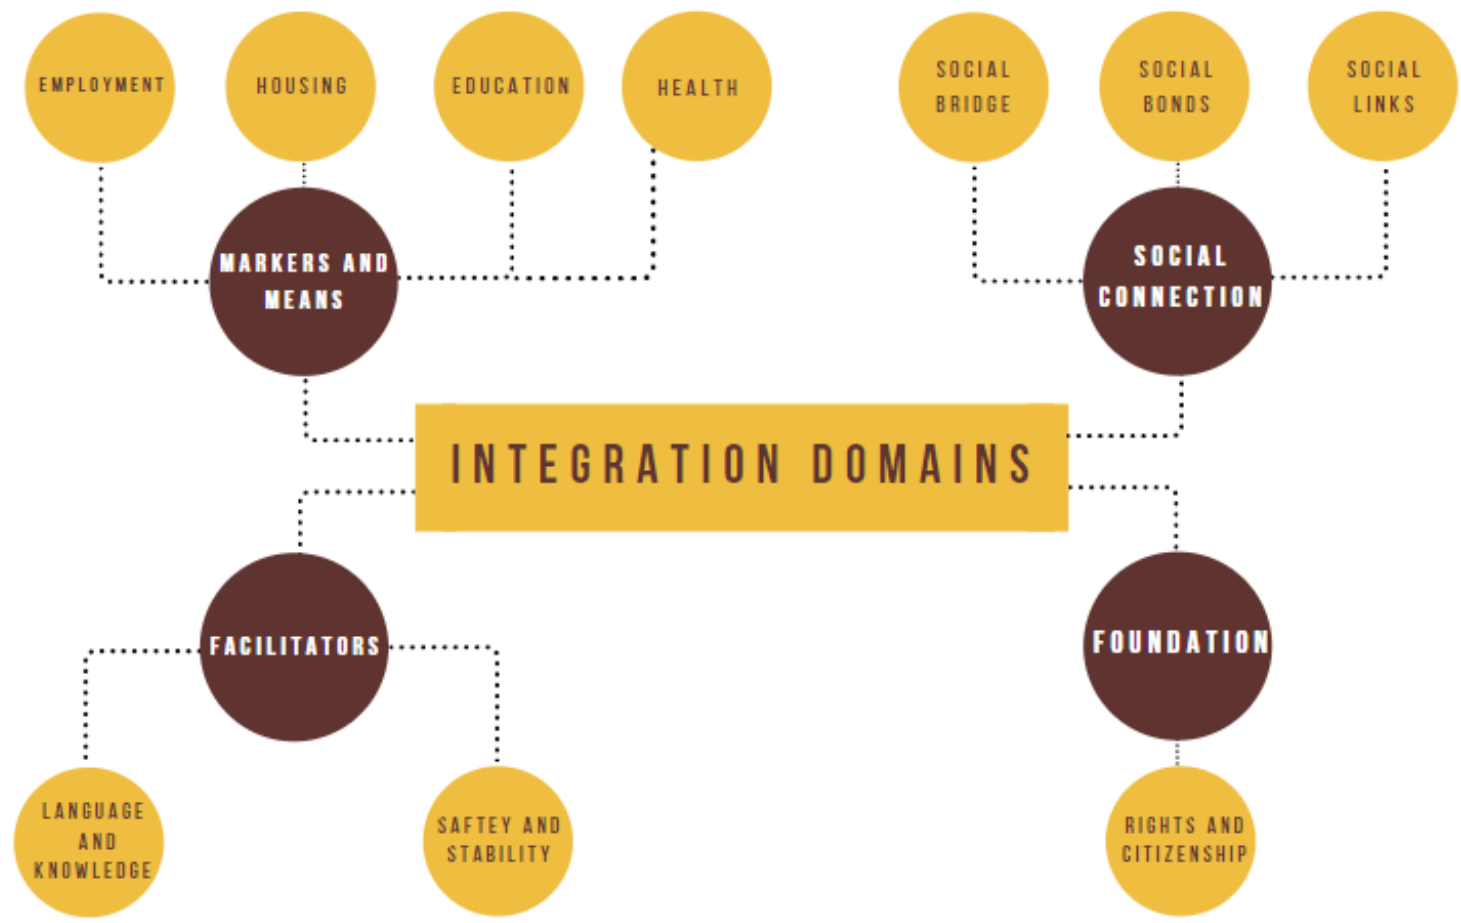 EMPLOYMENT
HOUSING
EDUCATION
HEALTH
SOCIAL
BRIDGE
SOCIAL
BONDS
SOCIAL
LINKS
MARKERS AND
MEANS
SOCIAL
CONNECTION
INTEGRATION DOMAINS
FACILITATORS
FOUNDATION
LANGUAGE
AND
KNOWLEDGE
SAFTEY AND
STABILITY
RIGHTS AND
CITIZENSHIP